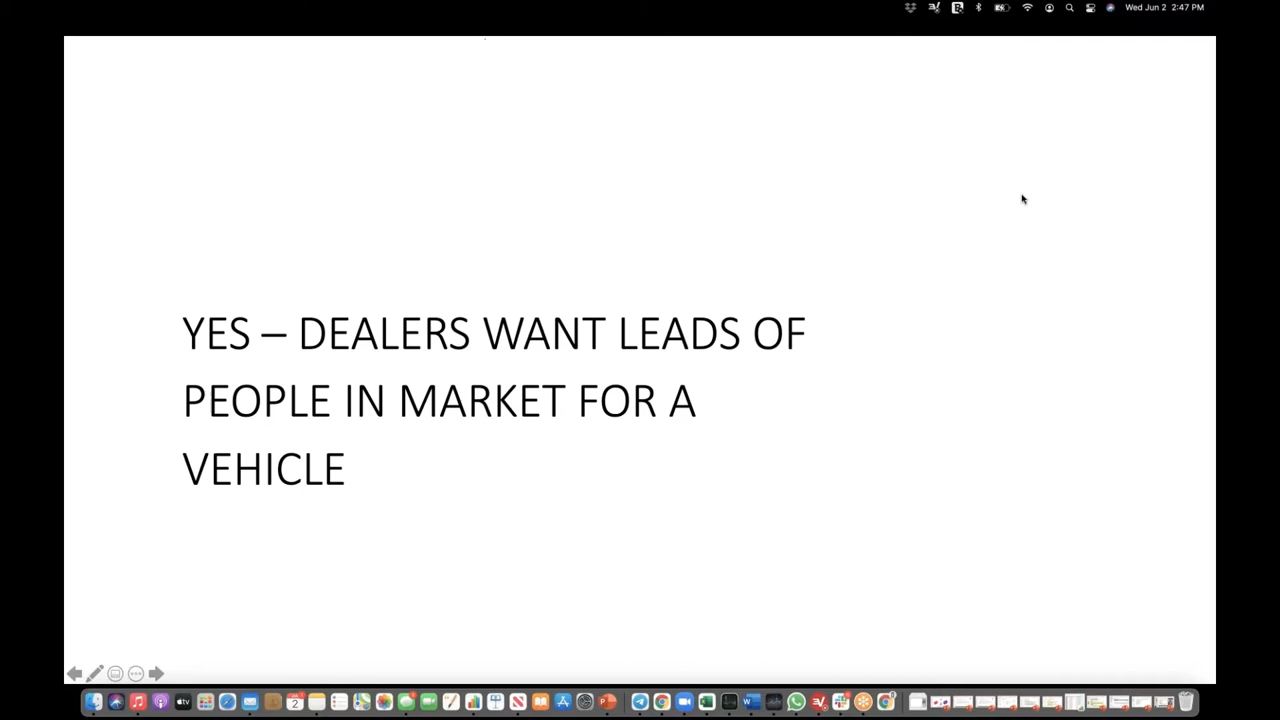 Wed Jun 2 2:47 PM
YES – DEALERS WANT LEADS OF
PEOPLE IN MARKET FOR A
VEHICLE